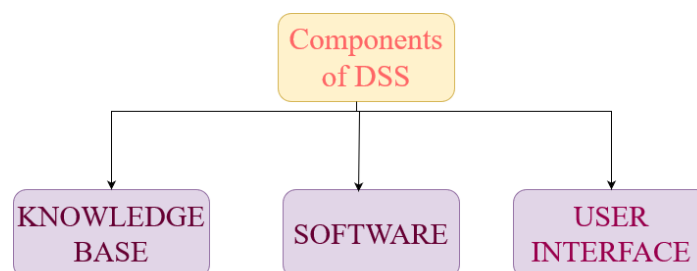 Components
of DSS
KNOWLEDGE
BASE
SOFTWARE
USER
INTERFACE